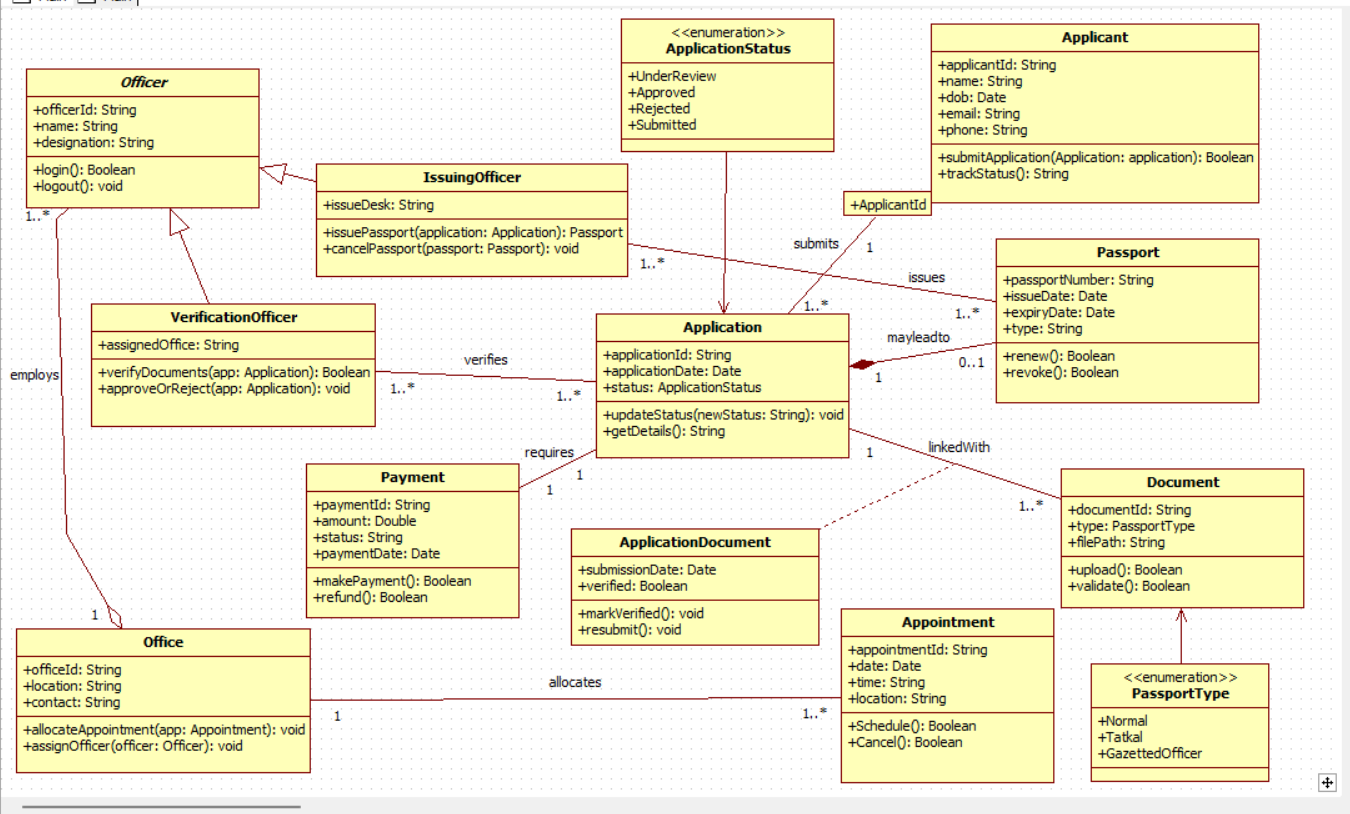 <<enumeration>>
ApplicationStatus
+UnderReview
+Approved
+Rejected
+Submitted
Applicant
+applicantId: String
+name: String
+dob: Date
+email: String
+phone: String
+submitApplication(Application: application): Boolean
+trackStatus(): String
+ApplicantId
Officer
+officerId: String
+name: String
+designation: String
+login(): Boolean
+logout(): void
1..*
IssuingOfficer
+issueDesk: String
+issuePassport(application: Application): Passport
+cancelPassport(passport: Passport): void
submits
1
1..*
1..*
issues
1..*
Passport
+passportNumber: String
+issueDate: Date
+expiryDate: Date
+type: String
+renew(): Boolean
+revoke(): Boolean
VerificationOfficer
+assignedOffice: String
+verifyDocuments(app: Application): Boolean
+approveOrReject(app: Application): void
verifies
1..*
1..*
Application
+applicationId: String
+applicationDate: Date
+status: ApplicationStatus
+updateStatus(newStatus: String): void
+getDetails(): String
mayleadto
1
0..1
employs
1
requires
1
1
linkedWith
1
1..*
Payment
+paymentId: String
+amount: Double
+status: String
+paymentDate: Date
+makePayment(): Boolean
+refund(): Boolean
Document
+documentId: String
+type: PassportType
+filePath: String
+upload(): Boolean
+validate(): Boolean
ApplicationDocument
+submissionDate: Date
+verified: Boolean
+markVerified(): void
+resubmit(): void
Office
+officeId: String
+location: String
+contact: String
+allocateAppointment(app: Appointment): void
+assignOfficer(officer: Officer): void
allocates
1
1..*
Appointment
+appointmentId: String
+date: Date
+time: String
+location: String
+Schedule(): Boolean
+Cancel(): Boolean
<<enumeration>>
PassportType
+Normal
+Tatkal
+GazettedOfficer